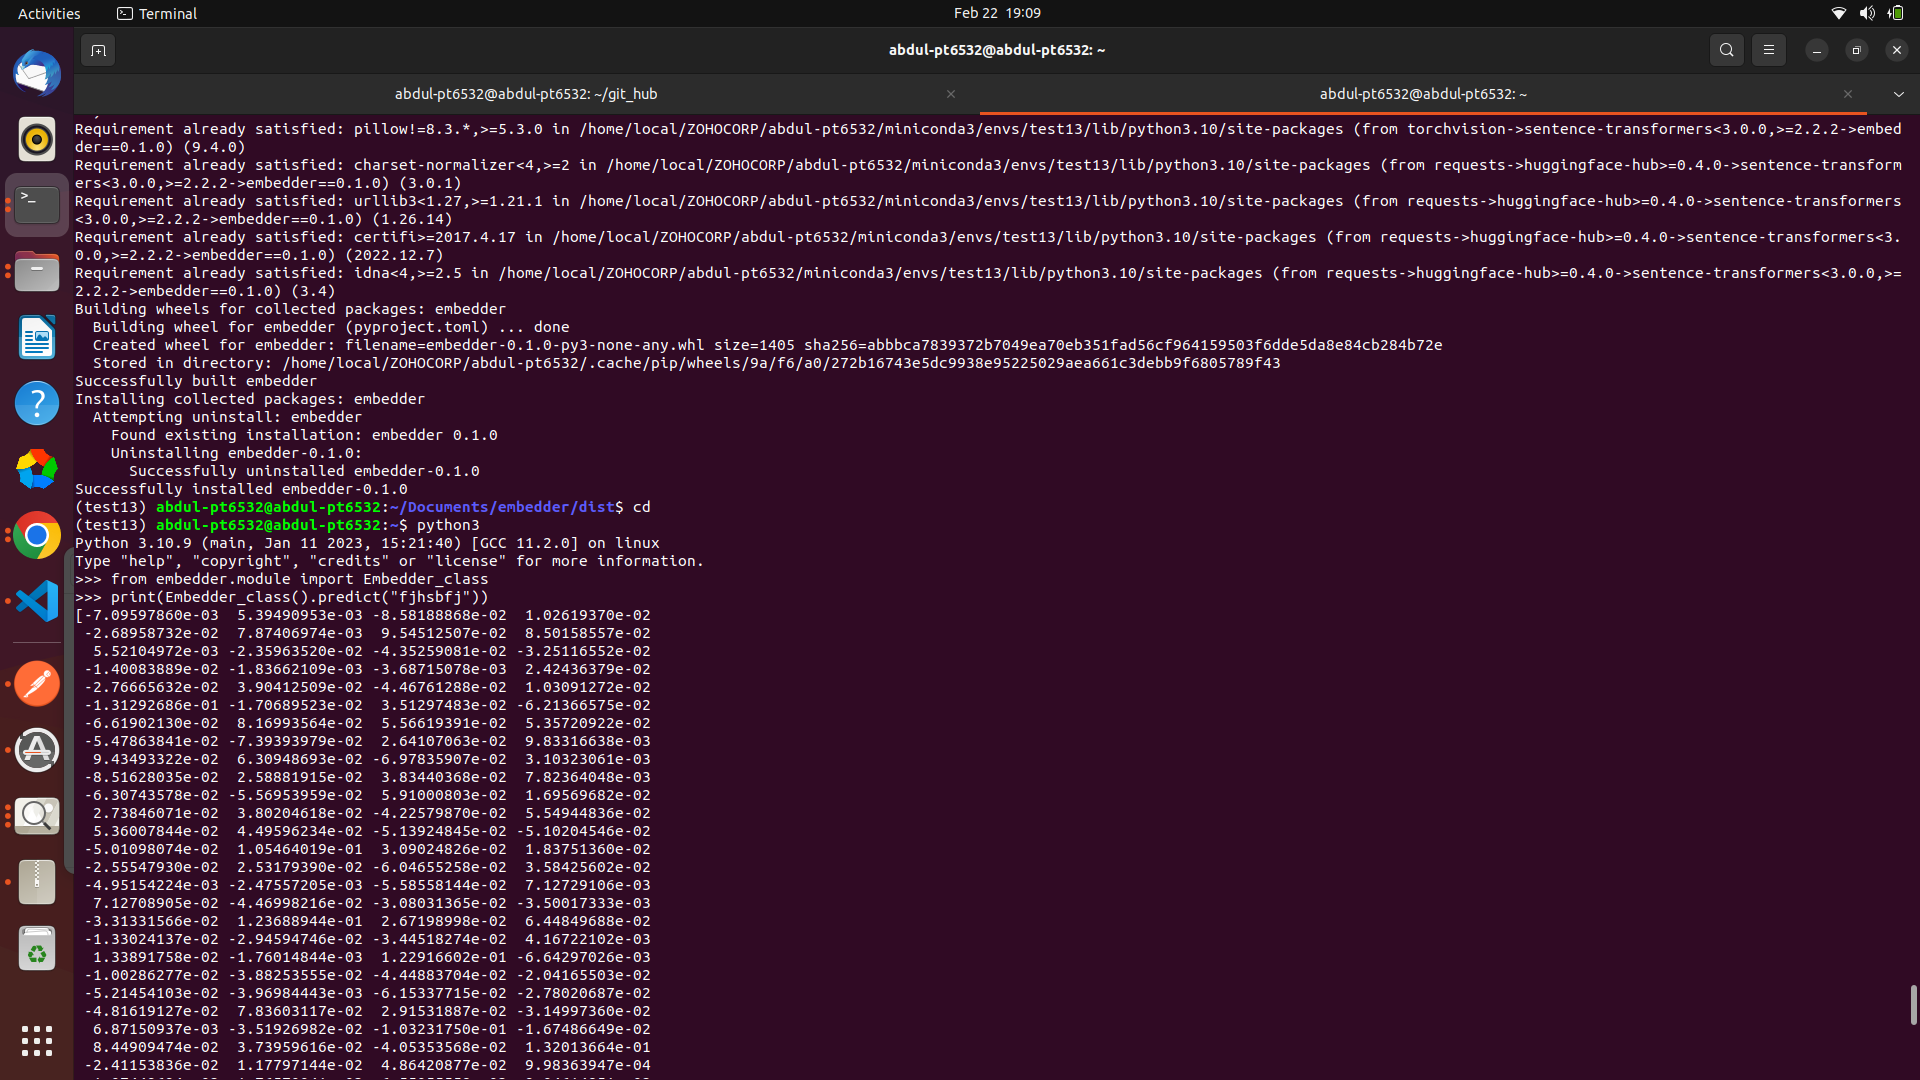 Activities Terminal Feb 22 19:09
abdul-pt6532@abdul-pt6532: ~
abdul-pt6532@abdul-pt6532: ~/git_hub abdul-pt6532@abdul-pt6532: ~
Requirement already satisfied: pillow!=8.3.*,>=5.3.0 in /home/local/ZOHOCORP/abdul-pt6532/miniconda3/envs/test13/lib/python3.10/site-packages (from torchvision->sentence-transformers<3.0.0,>=2.2.2->embed
der==0.1.0) (9.4.0)
Requirement already satisfied: charset-normalizer<4,>=2 in /home/local/ZOHOCORP/abdul-pt6532/miniconda3/envs/test13/lib/python3.10/site-packages (from requests->huggingface-hub>=0.4.0->sentence-transform
ers<3.0.0,>=2.2.2->embedder==0.1.0) (3.0.1)
Requirement already satisfied: urllib3<1.27,>=1.21.1 in /home/local/ZOHOCORP/abdul-pt6532/miniconda3/envs/test13/lib/python3.10/site-packages (from requests->huggingface-hub>=0.4.0->sentence-transformers
<3.0.0,>=2.2.2->embedder==0.1.0) (1.26.14)
Requirement already satisfied: certifi>=2017.4.17 in /home/local/ZOHOCORP/abdul-pt6532/miniconda3/envs/test13/lib/python3.10/site-packages (from requests->huggingface-hub>=0.4.0->sentence-transformers<3.
0.0,>=2.2.2->embedder==0.1.0) (2022.12.7)
Requirement already satisfied: idna<4,>=2.5 in /home/local/ZOHOCORP/abdul-pt6532/miniconda3/envs/test13/lib/python3.10/site-packages (from requests->huggingface-hub>=0.4.0->sentence-transformers<3.0.0,>=
2.2.2->embedder==0.1.0) (3.4)
Building wheels for collected packages: embedder
  Building wheel for embedder (pyproject.toml) ... done
  Created wheel for embedder: filename=embedder-0.1.0-py3-none-any.whl size=1405 sha256=abbbca7839372b7049ea70eb351fad56cf964159503f6dde5da8e84cb284b72e
  Stored in directory: /home/local/ZOHOCORP/abdul-pt6532/.cache/pip/wheels/9a/f6/a0/272b16743e5dc9938e95225029aea661c3debb9f6805789f43
Successfully built embedder
Installing collected packages: embedder
  Attempting uninstall: embedder
    Found existing installation: embedder 0.1.0
    Uninstalling embedder-0.1.0:
      Successfully uninstalled embedder-0.1.0
Successfully installed embedder-0.1.0
(test13) abdul-pt6532@abdul-pt6532:~/Documents/embedder/dist$ cd
(test13) abdul-pt6532@abdul-pt6532:~$ python3
Python 3.10.9 (main, Jan 11 2023, 15:21:40) [GCC 11.2.0] on linux
Type "help", "copyright", "credits" or "license" for more information.
>>> from embedder.module import Embedder_class
>>> print(Embedder_class().predict("fjhsbfj"))
[-7.09597860e-03  5.39490953e-03 -8.58188868e-02  1.02619370e-02
 -2.68958732e-02  7.87406974e-03  9.54512507e-02  8.50158557e-02
  5.52104972e-03 -2.35963520e-02 -4.35259081e-02 -3.25116552e-02
 -1.40083889e-02 -1.83662109e-03 -3.68715078e-03  2.42436379e-02
 -2.76665632e-02  3.90412509e-02 -4.46761288e-02  1.03091272e-02
 -1.31292686e-01 -1.70689523e-02  3.51297483e-02 -6.21366575e-02
 -6.61902130e-02  8.16993564e-02  5.56619391e-02  5.35720922e-02
 -5.47863841e-02 -7.39393979e-02  2.64107063e-02  9.83316638e-03
  9.43493322e-02  6.30948693e-02 -6.97835907e-02  3.10323061e-03
 -8.51628035e-02  2.58881915e-02  3.83440368e-02  7.82364048e-03
 -6.30743578e-02 -5.56953959e-02  5.91000803e-02  1.69569682e-02
  2.73846071e-02  3.80204618e-02 -4.22579870e-02  5.54944836e-02
  5.36007844e-02  4.49596234e-02 -5.13924845e-02 -5.10204546e-02
 -5.01098074e-02  1.05464019e-01  3.09024826e-02  1.83751360e-02
 -2.55547930e-02  2.53179390e-02 -6.04655258e-02  3.58425602e-02
 -4.95154224e-03 -2.47557205e-03 -5.58558144e-02  7.12729106e-03
  7.12708905e-02 -4.46998216e-02 -3.08031365e-02 -3.50017333e-03
 -3.31331566e-02  1.23688944e-01  2.67198998e-02  6.44849688e-02
 -1.33024137e-02 -2.94594746e-02 -3.44518274e-02  4.16722102e-03
  1.33891758e-02 -1.76014844e-03  1.22916602e-01 -6.64297026e-03
 -1.00286277e-02 -3.88253555e-02 -4.44883704e-02 -2.04165503e-02
 -5.21454103e-02 -3.96984443e-03 -6.15337715e-02 -2.78020687e-02
 -4.81619127e-02  7.83603117e-02  2.91531887e-02 -3.14997360e-02
  6.87150937e-03 -3.51926982e-02 -1.03231750e-01 -1.67486649e-02
  8.44909474e-02  3.73959616e-02 -4.05353568e-02  1.32013664e-01
 -2.41153836e-02  1.17797144e-02  4.86420877e-02  9.98363947e-04